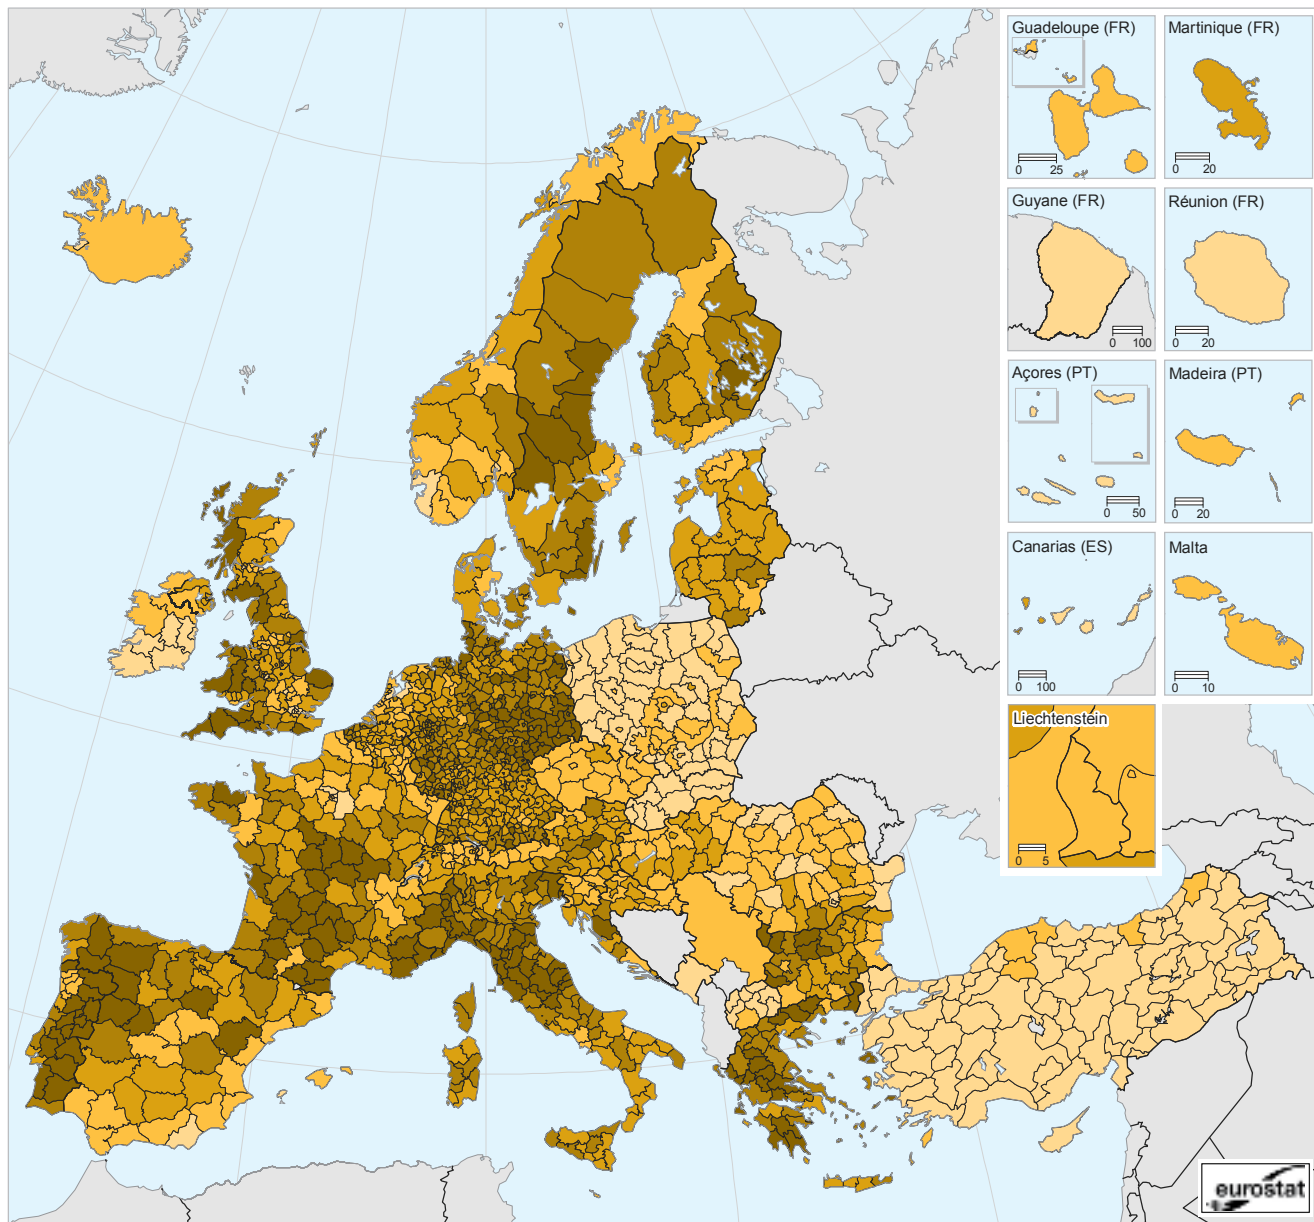 Guadeloupe (FR)
0 25
Martinique (FR)
0 20
Guyane (FR)
0 100
Réunion (FR)
0 20
Açores (PT)
0 50
Madeira (PT)
0 20
Canarias (ES)
0 100
Malta
0 10
Liechtenstein
0 5
eurostat